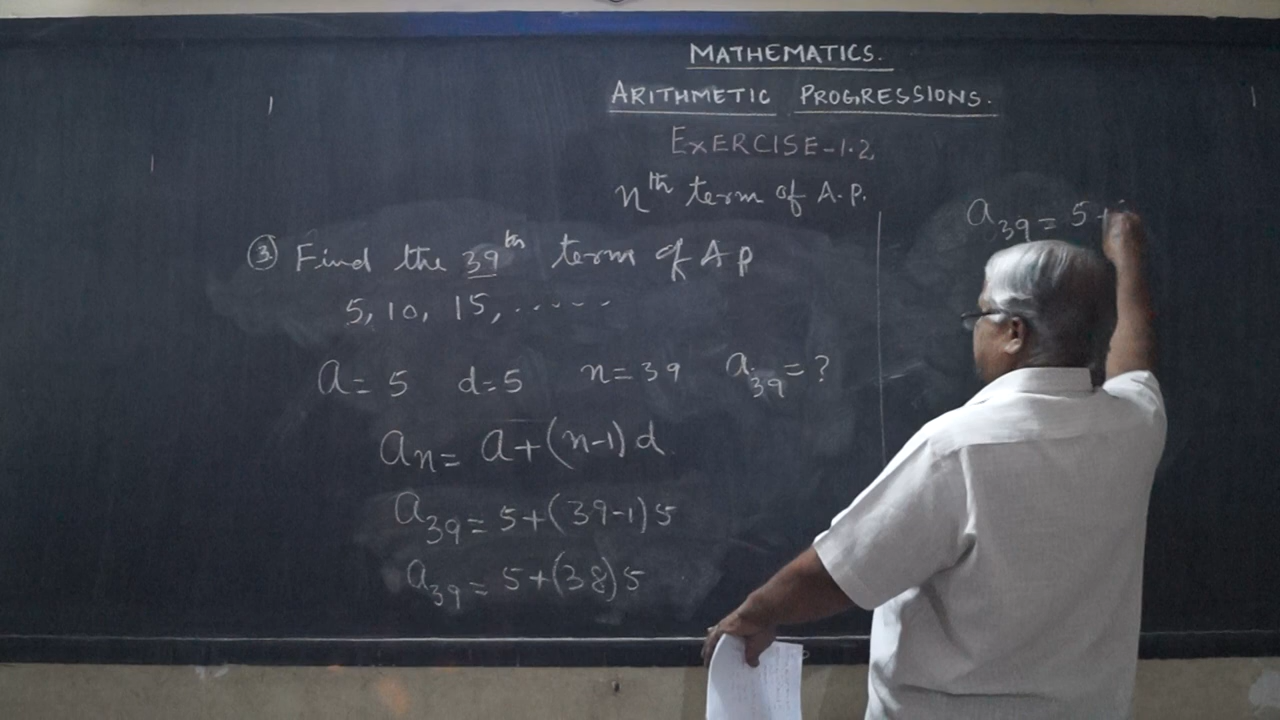 MATHEMATICS.
ARITHMETIC PROGRESSIONS.
EXERCISE-1.2
nth term of A.P.
③ Find the 39th term of AP
5, 10, 15, .....
a = 5 d=5 n=39 a39 = ?
an = a+(n-1)d
a39 = 5+(39-1)5
a39 = 5+(38)5
a39 = 5+